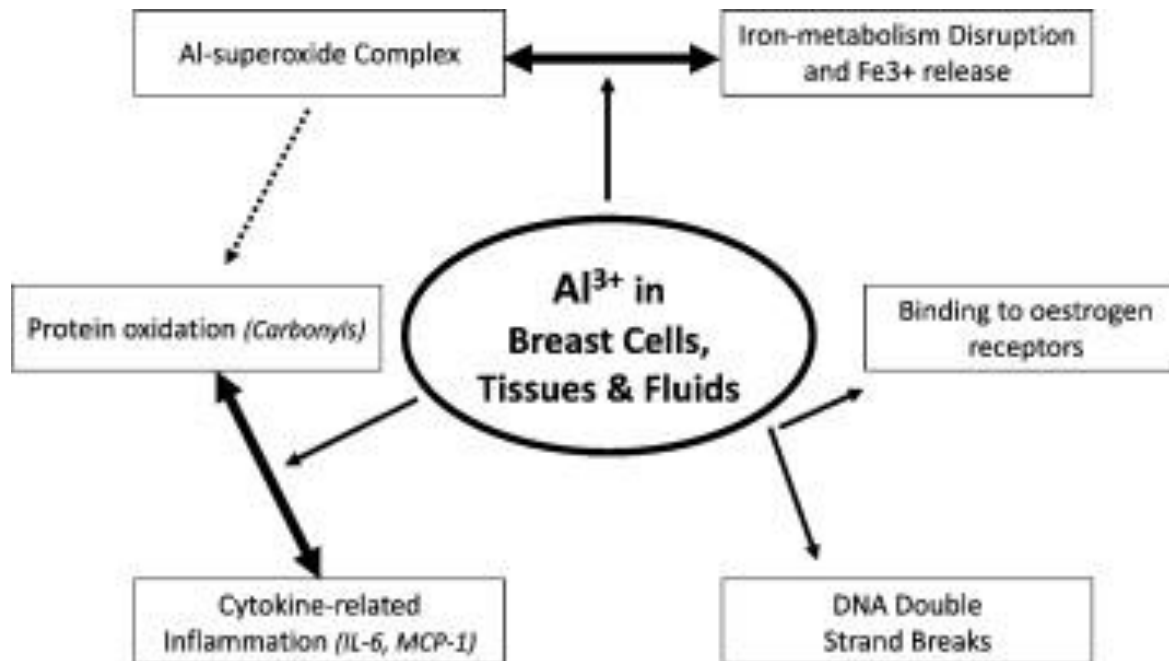 Al-superoxide Complex
Iron-metabolism Disruption
and Fe3+ release
Al³⁺ in
Breast Cells,
Tissues & Fluids
Protein oxidation (Carbonyls)
Binding to oestrogen
receptors
Cytokine-related
Inflammation (IL-6, MCP-1)
DNA Double
Strand Breaks